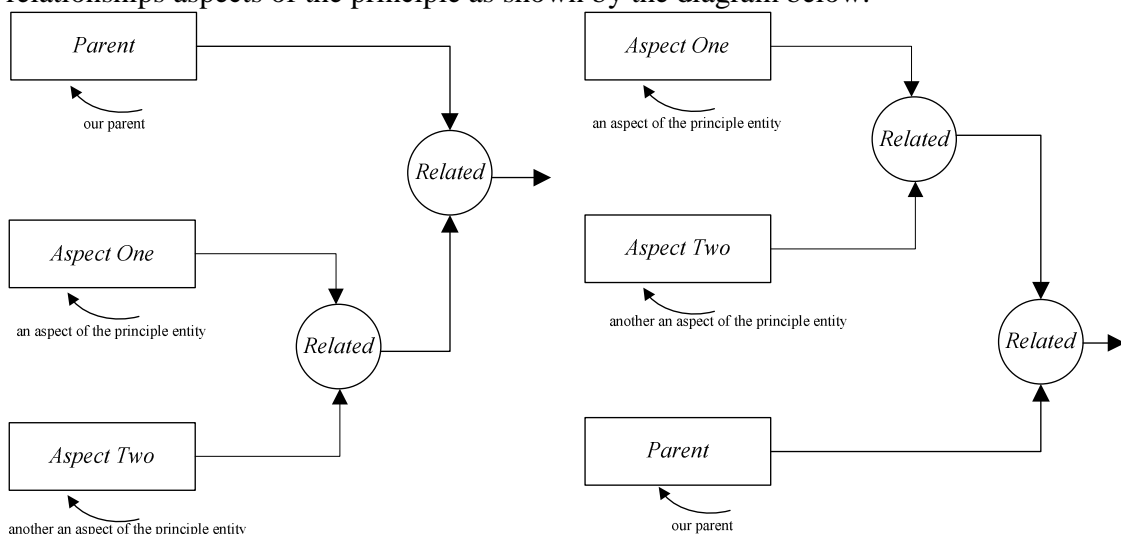 relationships aspects of the principle as shown by the diagram below.
Parent
our parent
Related
Aspect One
an aspect of the principle entity
Related
Aspect Two
another an aspect of the principle entity
Aspect One
an aspect of the principle entity
Related
Aspect Two
another an aspect of the principle entity
Related
Parent
our parent